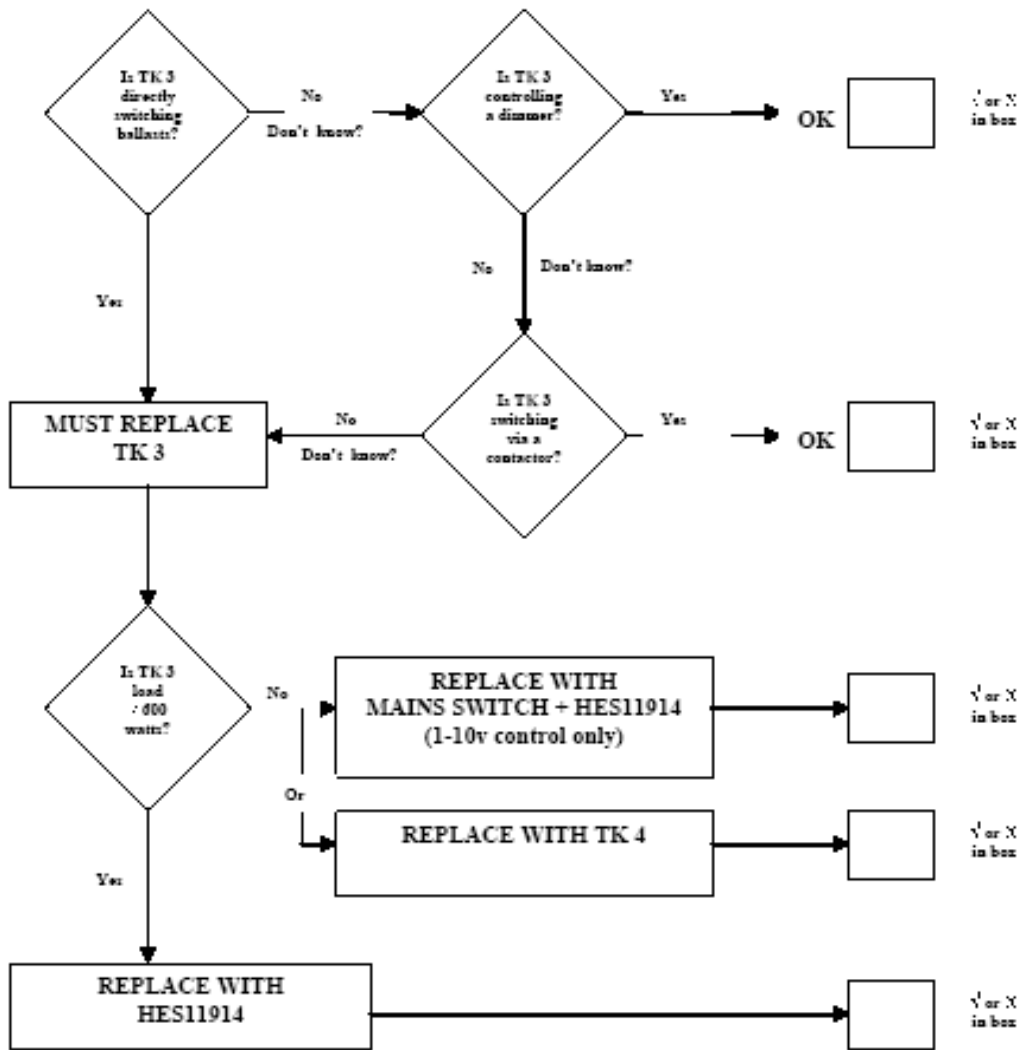 Is TK 3
directly
switching
ballasts?
No
Don't know?
Is TK 3
controlling
a dimmer?
Yes
OK
√ or X
in box
Yes
No
Don't know?
MUST REPLACE
TK 3
No
Don't know?
Is TK 3
switching
via a
contactor?
Yes
OK
√ or X
in box
Is TK 3
load
600
watts?
No
Or
REPLACE WITH
MAINS SWITCH + HES11914
(1-10v control only)
√ or X
in box
REPLACE WITH TK 4
√ or X
in box
Yes
REPLACE WITH
HES11914
√ or X
in box